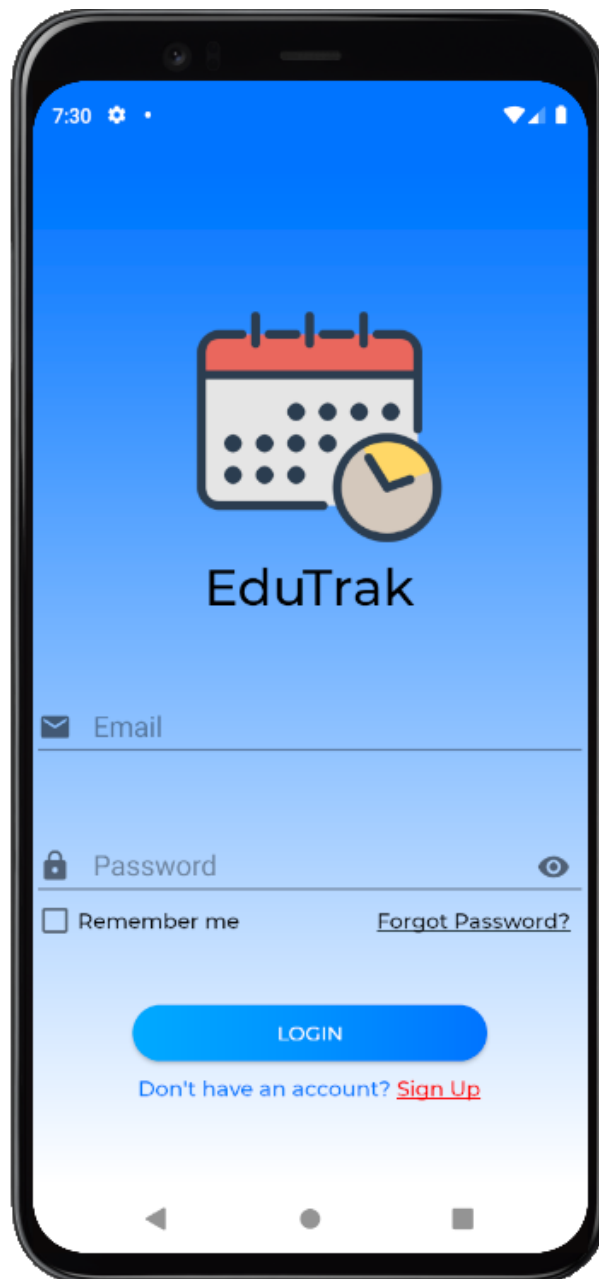 7:30
EduTrak
Email
Password
Remember me Forgot Password?
LOGIN
Don't have an account? Sign Up